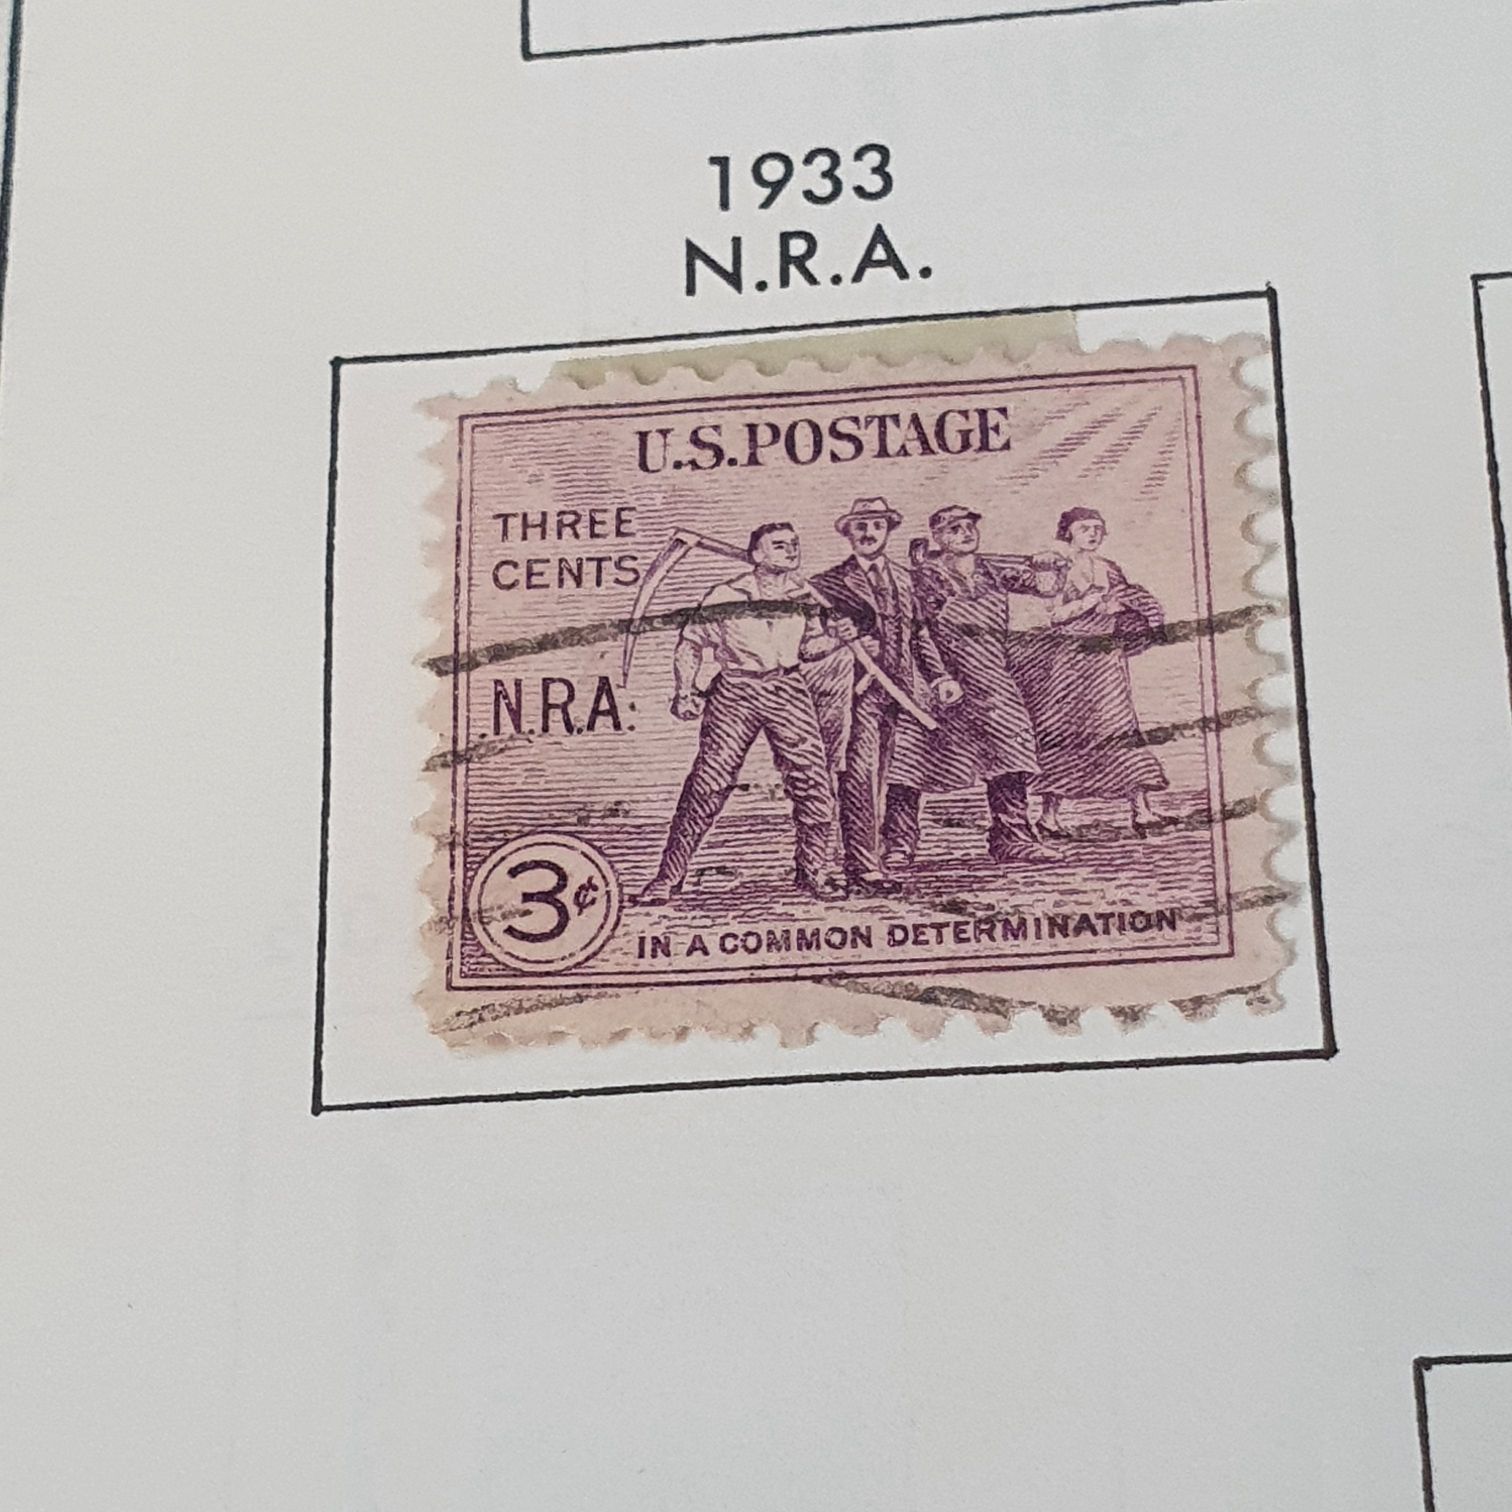 1933
N.R.A.
U.S.POSTAGE
THREE
CENTS
N.R.A.
3¢
IN A COMMON DETERMINATION